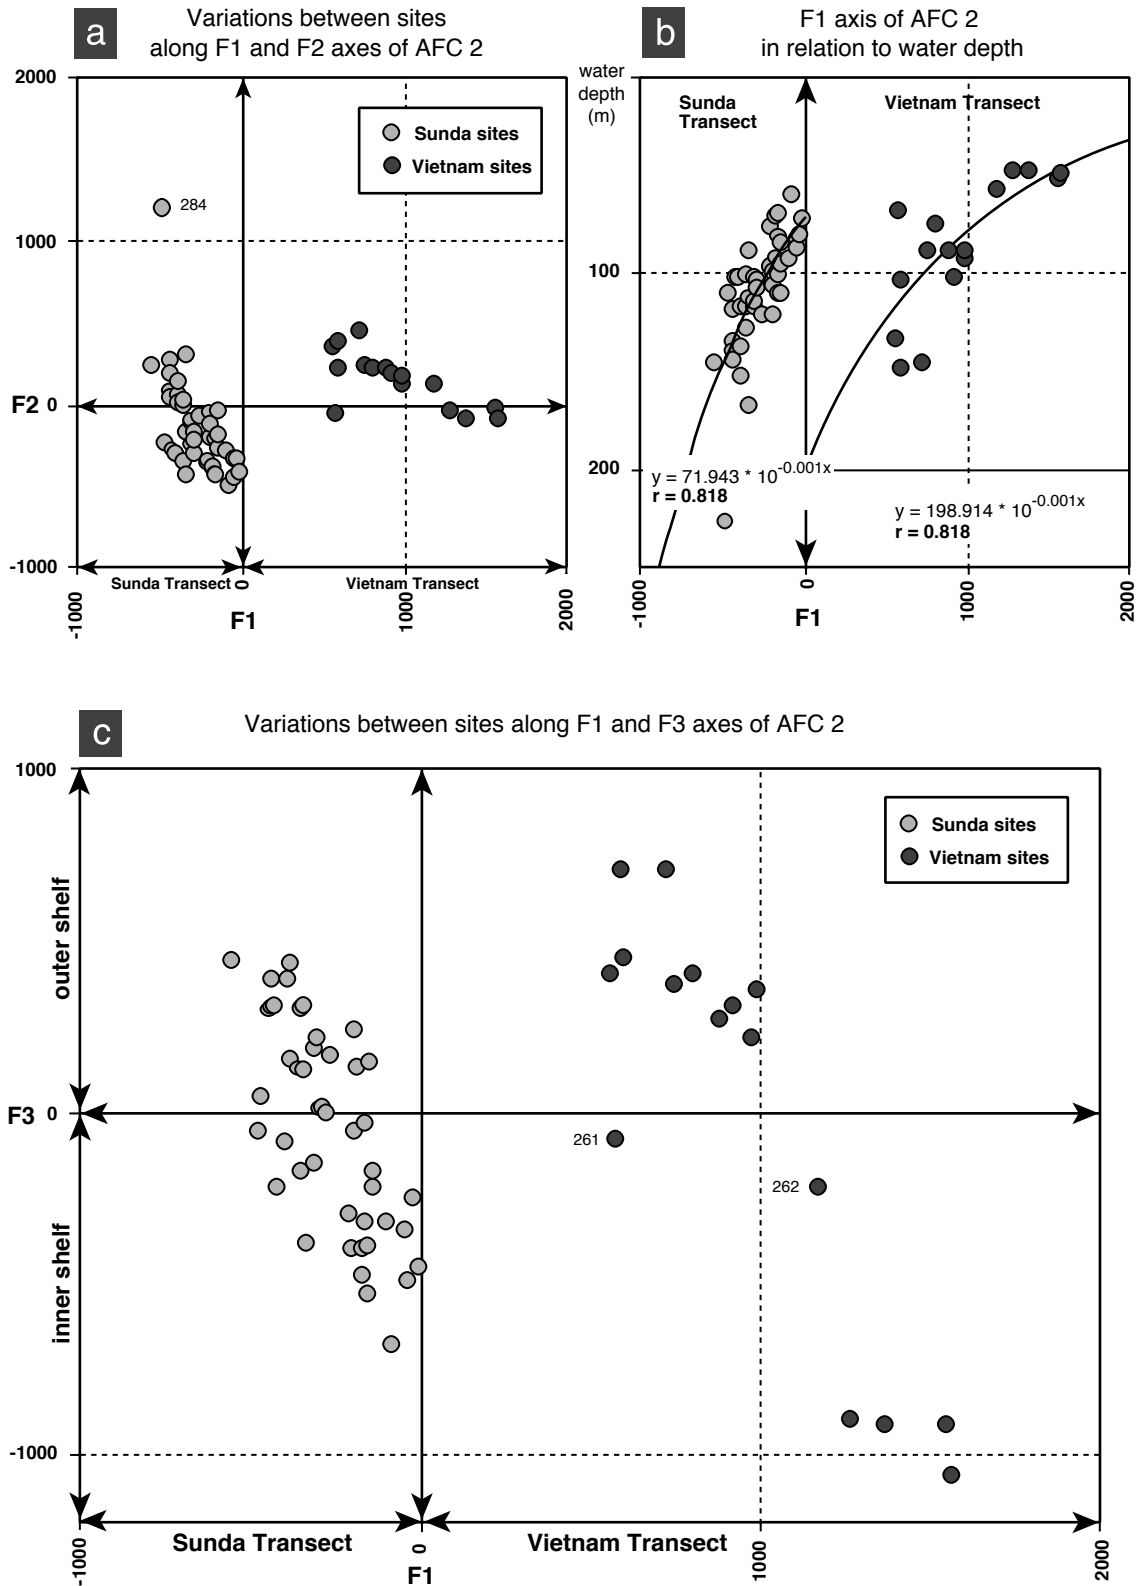 a
Variations between sites
along F1 and F2 axes of AFC 2
2000
1000
F2 0
-1000
Sunda sites
Vietnam sites
284
Sunda Transect
Vietnam Transect
-1000
0
1000
2000
F1
b
F1 axis of AFC 2
in relation to water depth
water
depth
(m)
Sunda
Transect
Vietnam Transect
100
200
y = 71.943 * 10-0.001x
r = 0.818
y = 198.914 * 10-0.001x
r = 0.818
-1000
0
1000
2000
F1
c
Variations between sites along F1 and F3 axes of AFC 2
1000
outer shelf
F3 0
inner shelf
-1000
Sunda sites
Vietnam sites
261
262
Sunda Transect
Vietnam Transect
-1000
0
1000
2000
F1